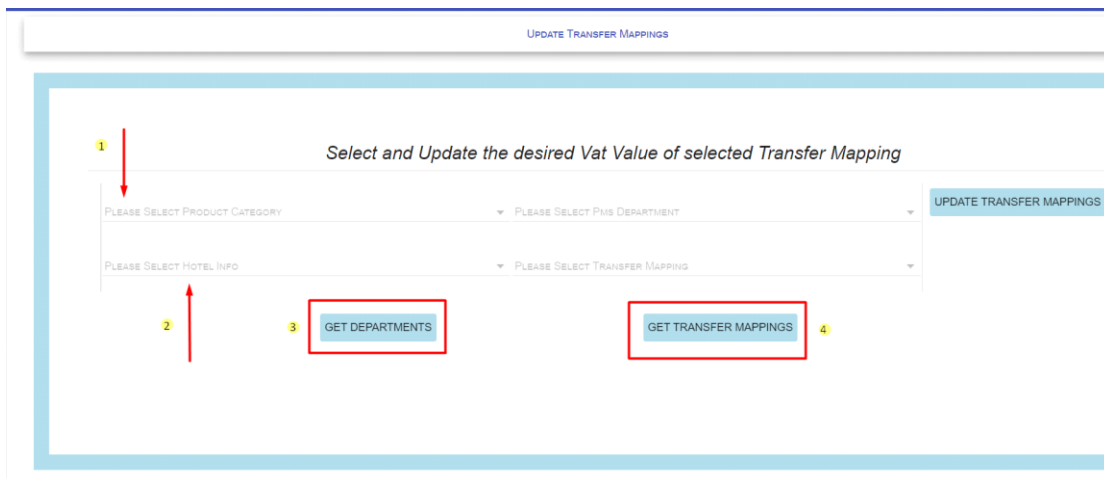 Update Transfer Mappings
1
Select and Update the desired Vat Value of selected Transfer Mapping
Please Select Product Category
Please Select Pms Department
UPDATE TRANSFER MAPPINGS
Please Select Hotel Info
Please Select Transfer Mapping
2
3
GET DEPARTMENTS
GET TRANSFER MAPPINGS
4